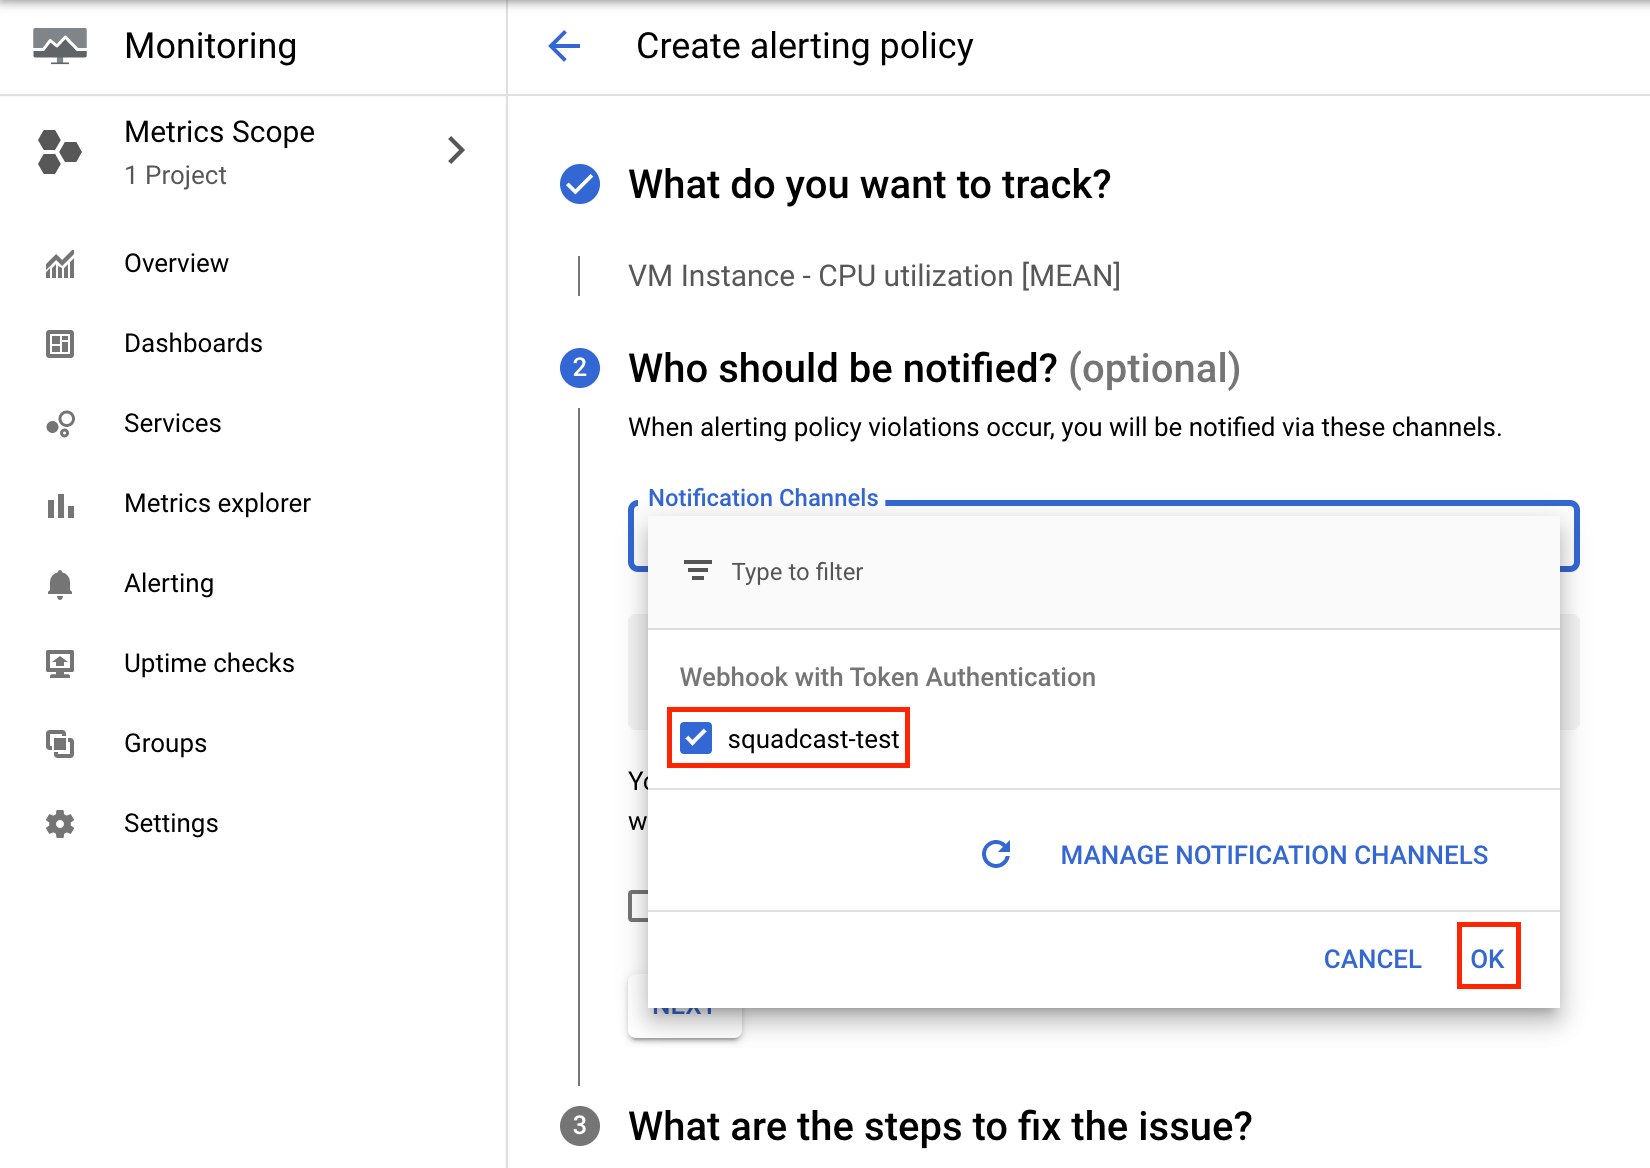 Monitoring
Create alerting policy
Metrics Scope
1 Project
Overview
Dashboards
Services
Metrics explorer
Alerting
Uptime checks
Groups
Settings
What do you want to track?
VM Instance - CPU utilization [MEAN]
2
Who should be notified? (optional)
When alerting policy violations occur, you will be notified via these channels.
Notification Channels
Type to filter
Webhook with Token Authentication
squadcast-test
MANAGE NOTIFICATION CHANNELS
CANCEL
OK
NEXT
3
What are the steps to fix the issue?